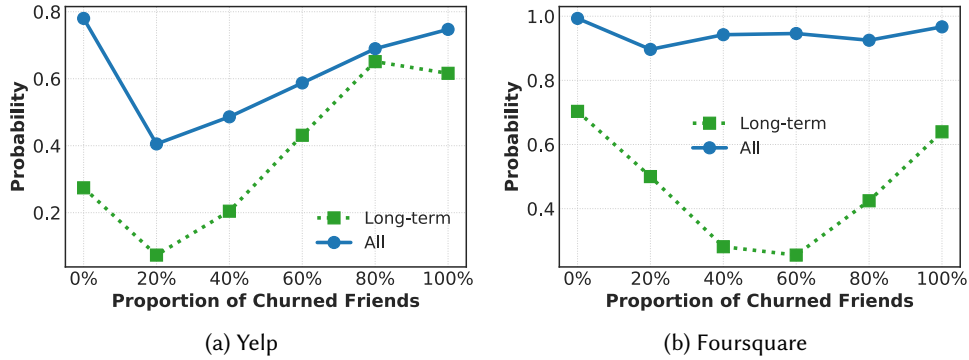 0.8
0.6
0.4
0.2
Probability
Long-term
All
0% 20% 40% 60% 80% 100%
Proportion of Churned Friends
(a) Yelp
1.0
0.8
0.6
0.4
Probability
Long-term
All
0% 20% 40% 60% 80% 100%
Proportion of Churned Friends
(b) Foursquare